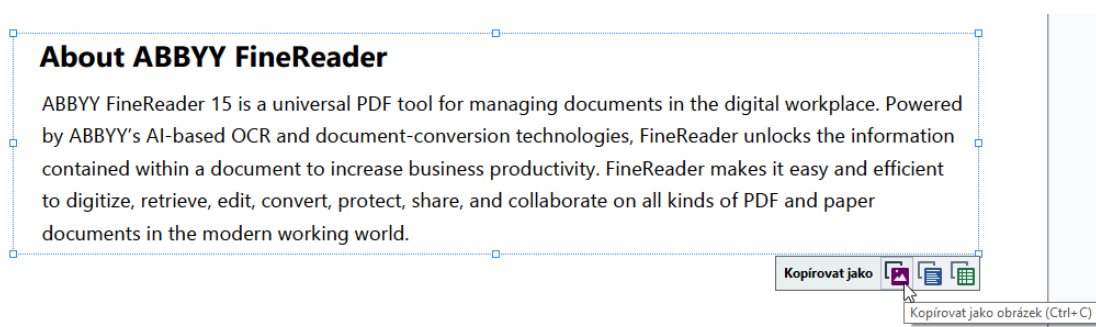 About ABBYY FineReader
ABBYY FineReader 15 is a universal PDF tool for managing documents in the digital workplace. Powered
by ABBYY’s AI-based OCR and document-conversion technologies, FineReader unlocks the information
contained within a document to increase business productivity. FineReader makes it easy and efficient
to digitize, retrieve, edit, convert, protect, share, and collaborate on all kinds of PDF and paper
documents in the modern working world.
Kopírovat jako
Kopírovat jako obrázek (Ctrl+C)